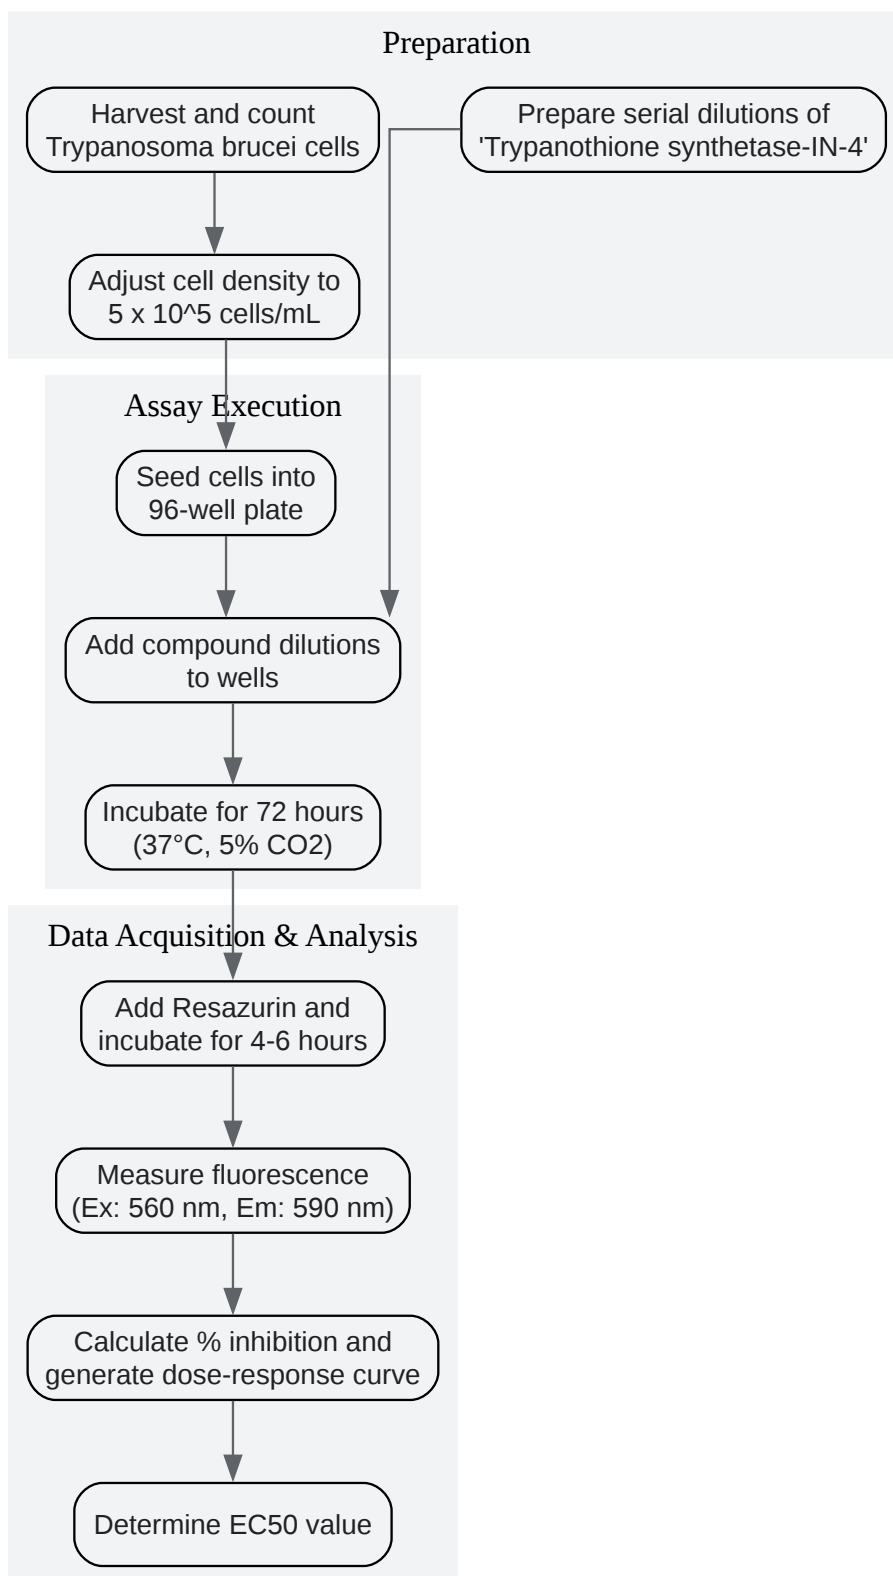 Preparation
Harvest and count
Trypanosoma brucei cells
Prepare serial dilutions of
'Trypanothione synthetase-IN-4'
Adjust cell density to
5 x 10^5 cells/mL
Assay Execution
Seed cells into
96-well plate
Add compound dilutions
to wells
Incubate for 72 hours
(37°C, 5% CO2)
Data Acquisition & Analysis
Add Resazurin and
incubate for 4-6 hours
Measure fluorescence
(Ex: 560 nm, Em: 590 nm)
Calculate % inhibition and
generate dose-response curve
Determine EC50 value